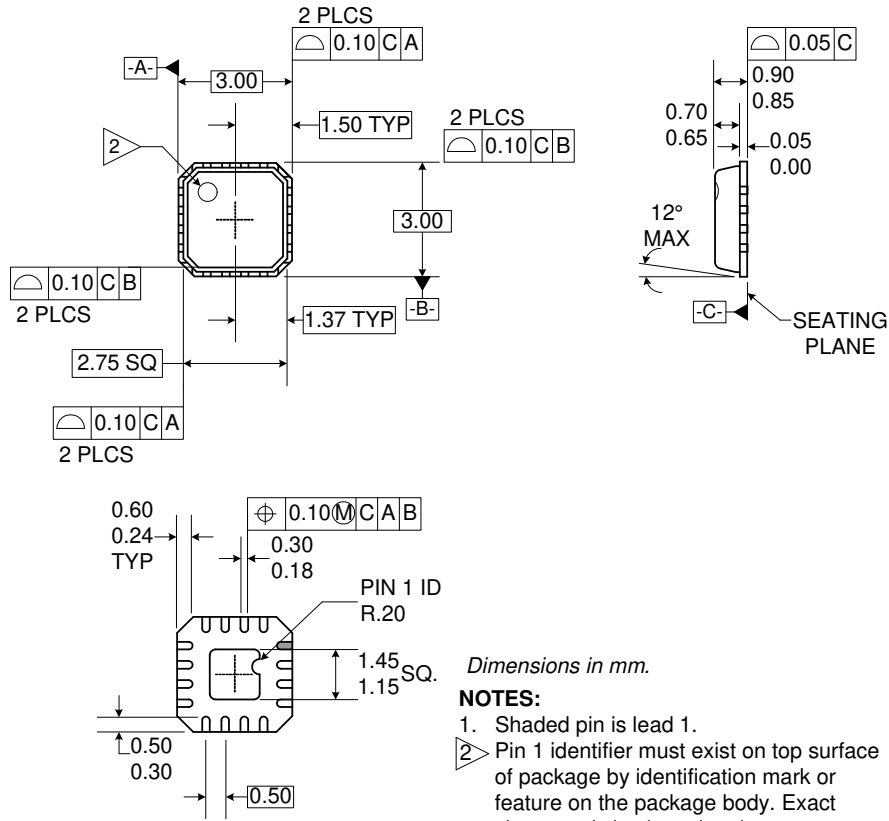 2 PLCS
⌓ 0.10 C A
-A-
3.00
1.50 TYP
2
2 PLCS
⌓ 0.10 C B
3.00
⌓ 0.10 C B
2 PLCS
-B-
1.37 TYP
2.75 SQ
⌓ 0.10 C A
2 PLCS
⌓ 0.05 C
0.90
0.85
0.70
0.65
0.05
0.00
12°
MAX
-C-
SEATING
PLANE
0.60
0.24
TYP
⌖ 0.10 Ⓜ C A B
0.30
0.18
PIN 1 ID
R.20
1.45
1.15
SQ.
0.50
0.30
0.50
Dimensions in mm.
NOTES:
1. Shaded pin is lead 1.
2 Pin 1 identifier must exist on top surface
of package by identification mark or
feature on the package body. Exact